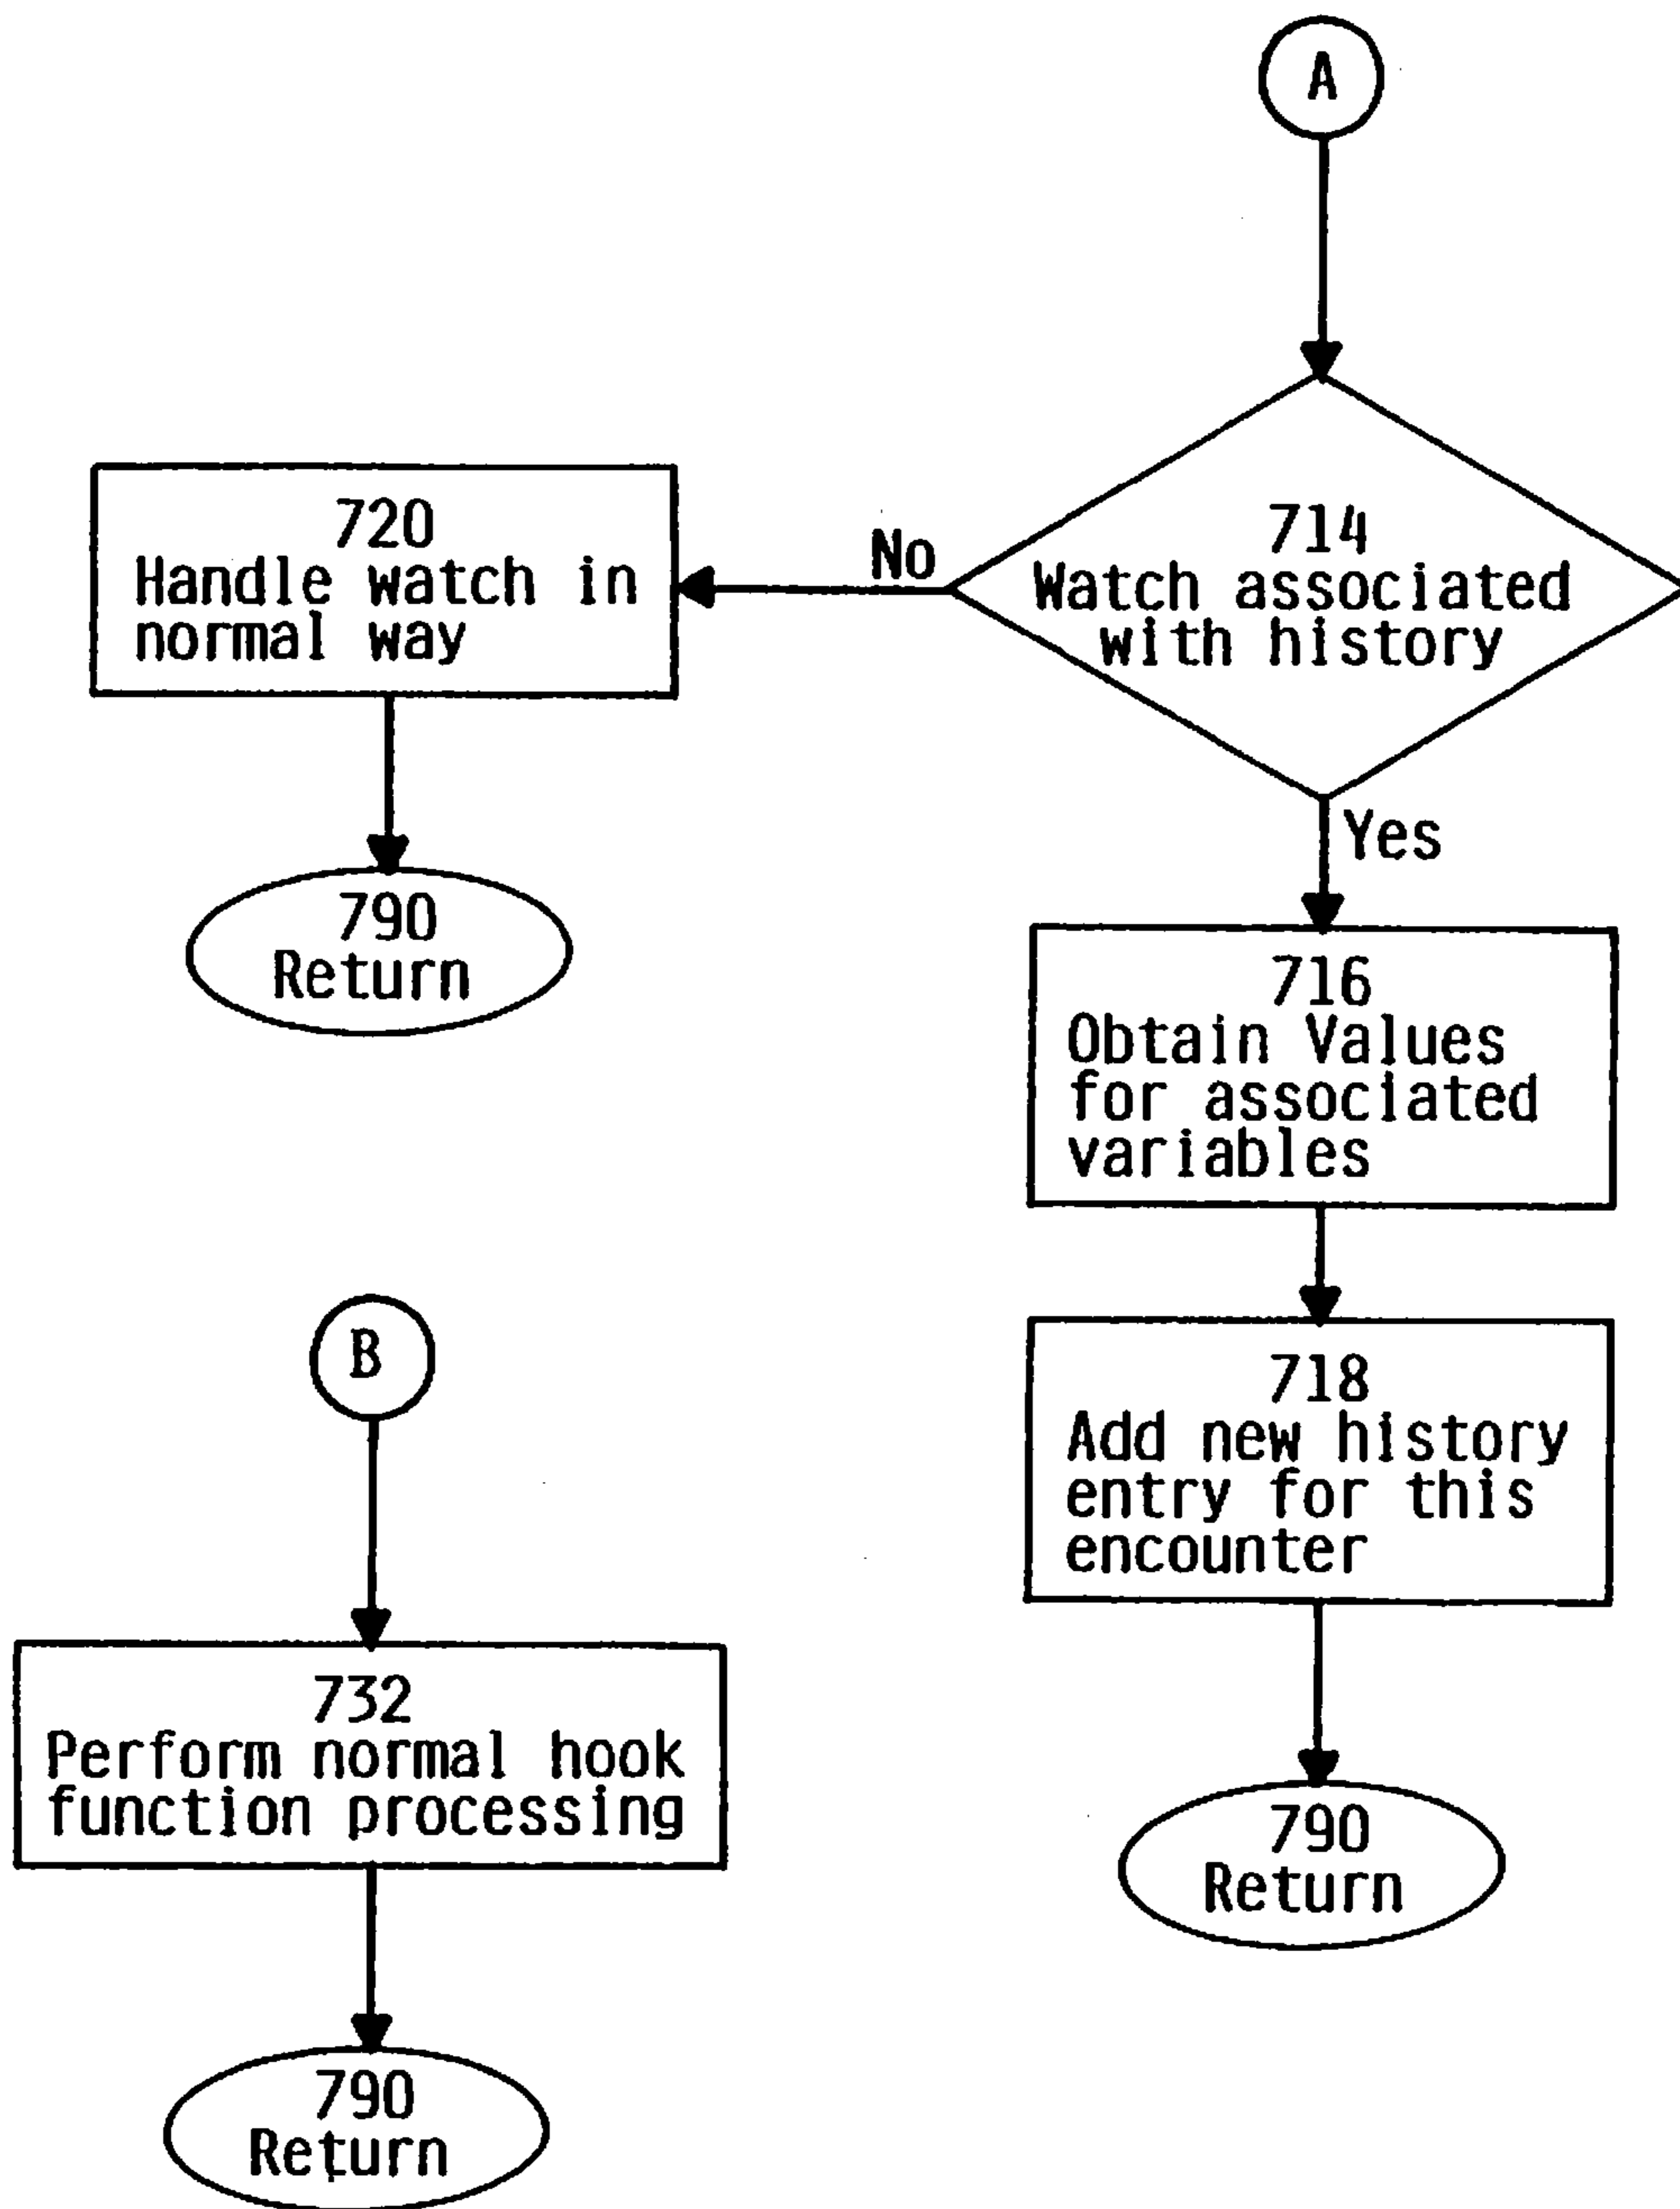 A
714
Watch associated
with history
No
720
Handle watch in
normal way
790
Return
Yes
716
Obtain Values
for associated
variables
718
Add new history
entry for this
encounter
790
Return
B
732
Perform normal hook
function processing
790
Return